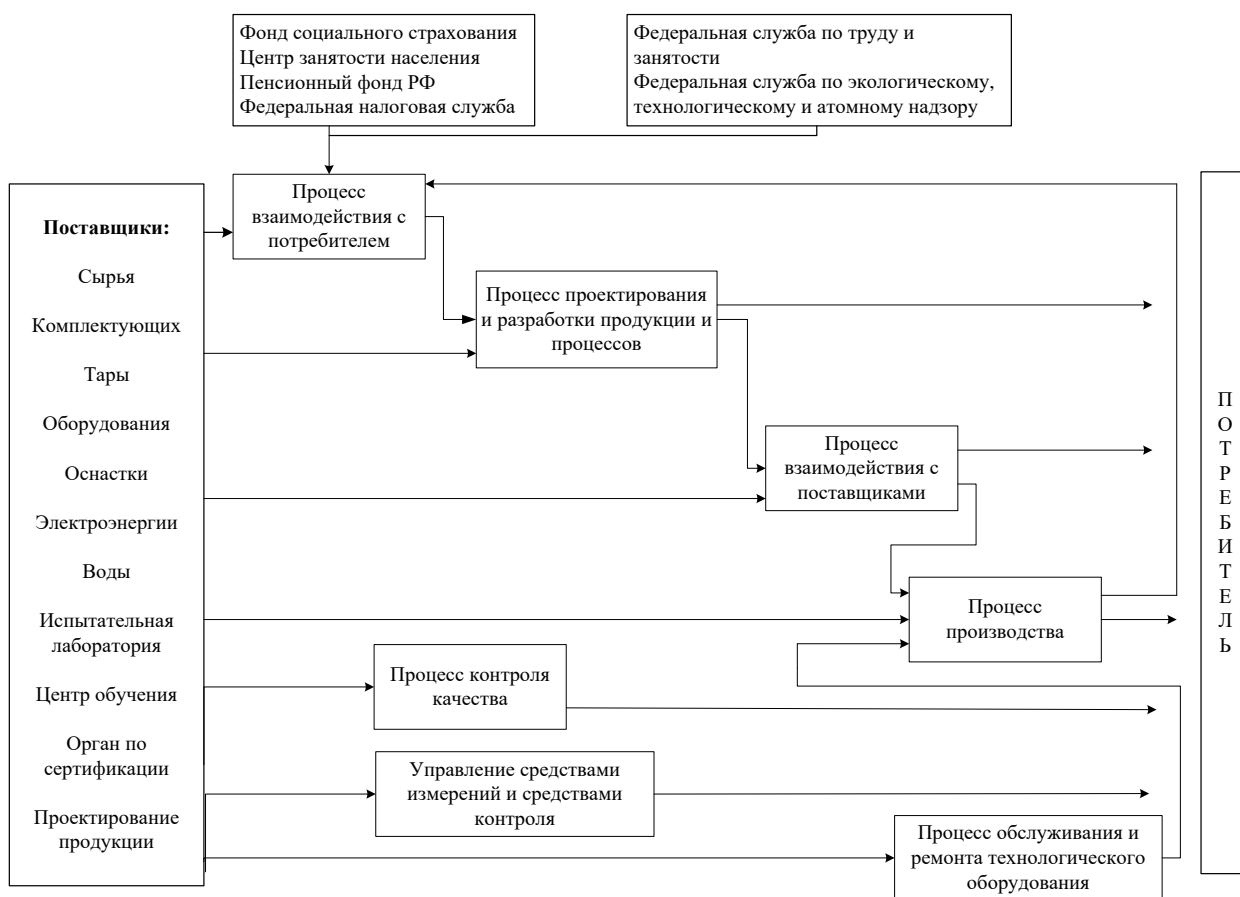 Фонд социального страхования
Центр занятости населения
Пенсионный фонд РФ
Федеральная налоговая служба
Федеральная служба по труду и
занятости
Федеральная служба по экологическому,
технологическому и атомному надзору
Поставщики:
Сырья
Комплектующих
Тары
Оборудования
Оснастки
Электроэнергии
Воды
Испытательная
лаборатория
Центр обучения
Орган по
сертификации
Проектирование
продукции
Процесс
взаимодействия с
потребителем
Процесс проектирования
и разработки продукции и
процессов
Процесс
взаимодействия с
поставщиками
Процесс
производства
Процесс контроля
качества
Управление средствами
измерений и средствами
контроля
Процесс обслуживания и
ремонта технологического
оборудования
П
О
Т
Р
Е
Б
И
Т
Е
Л
Ь